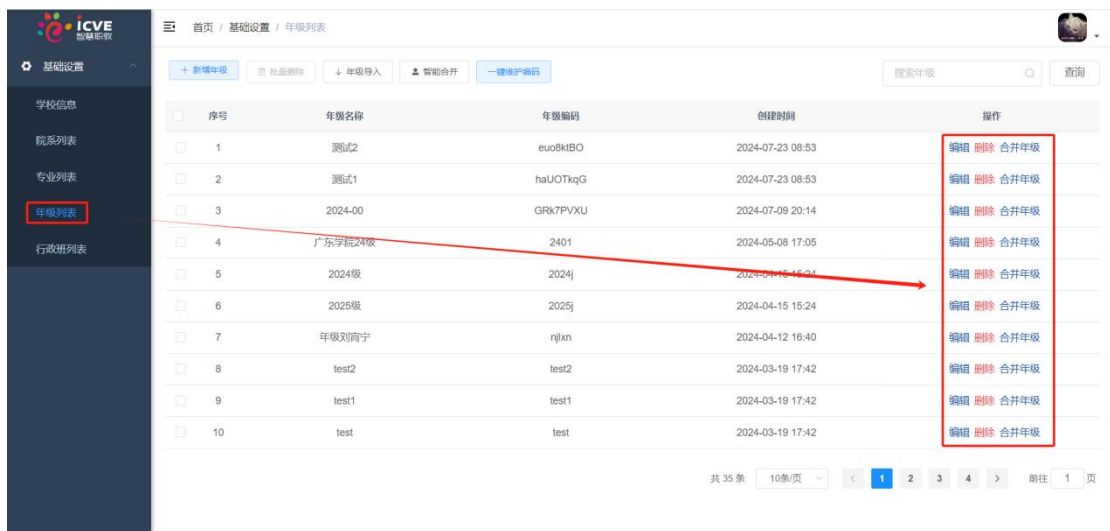 icve
智慧职教
首页 / 基础设置 / 年级列表
基础设置
学校信息
院系列表
专业列表
年级列表
行政班列表
+ 新增年级 批量删除 ↓ 年级导入 智能合并 一键维护编码 搜索年级 查询
序号 年级名称 年级编码 创建时间 操作
1 测试2 euo8ktBO 2024-07-23 08:53 编辑 删除 合并年级
2 测试1 haUOTkqG 2024-07-23 08:53 编辑 删除 合并年级
3 2024-00 GRk7PVXU 2024-07-09 20:14 编辑 删除 合并年级
4 广东学院24级 2401 2024-05-08 17:05 编辑 删除 合并年级
5 2024级 2024j 2024-04-15 15:24 编辑 删除 合并年级
6 2025级 2025j 2024-04-15 15:24 编辑 删除 合并年级
7 年级刘宵宁 njlxn 2024-04-12 16:40 编辑 删除 合并年级
8 test2 test2 2024-03-19 17:42 编辑 删除 合并年级
9 test1 test1 2024-03-19 17:42 编辑 删除 合并年级
10 test test 2024-03-19 17:42 编辑 删除 合并年级
共 35 条 10条/页 < 1 2 3 4 > 前往 1 页